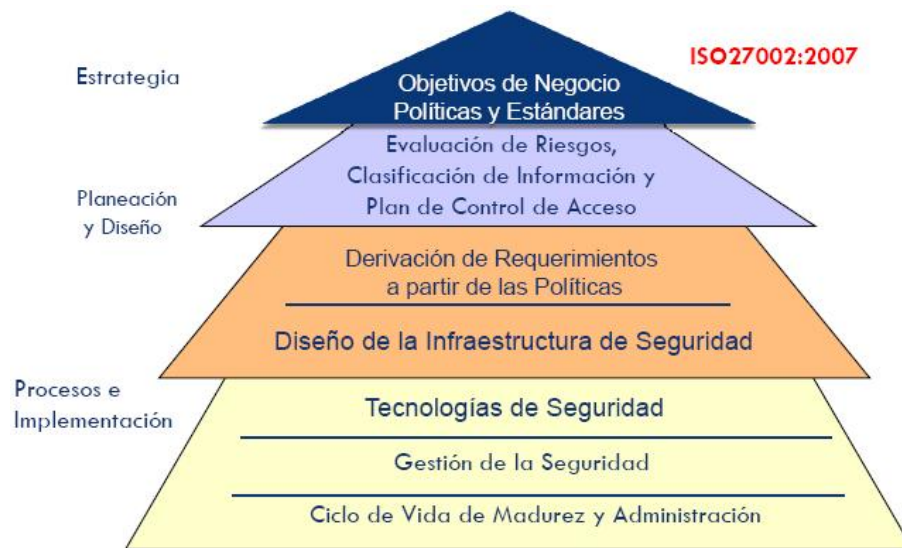 ISO27002:2007
Estrategia
Objetivos de Negocio
Políticas y Estándares
Evaluación de Riesgos,
Clasificación de Información y
Plan de Control de Acceso
Planeación
y Diseño
Derivación de Requerimientos
a partir de las Políticas
Diseño de la Infraestructura de Seguridad
Procesos e
Implementación
Tecnologías de Seguridad
Gestión de la Seguridad
Ciclo de Vida de Madurez y Administración